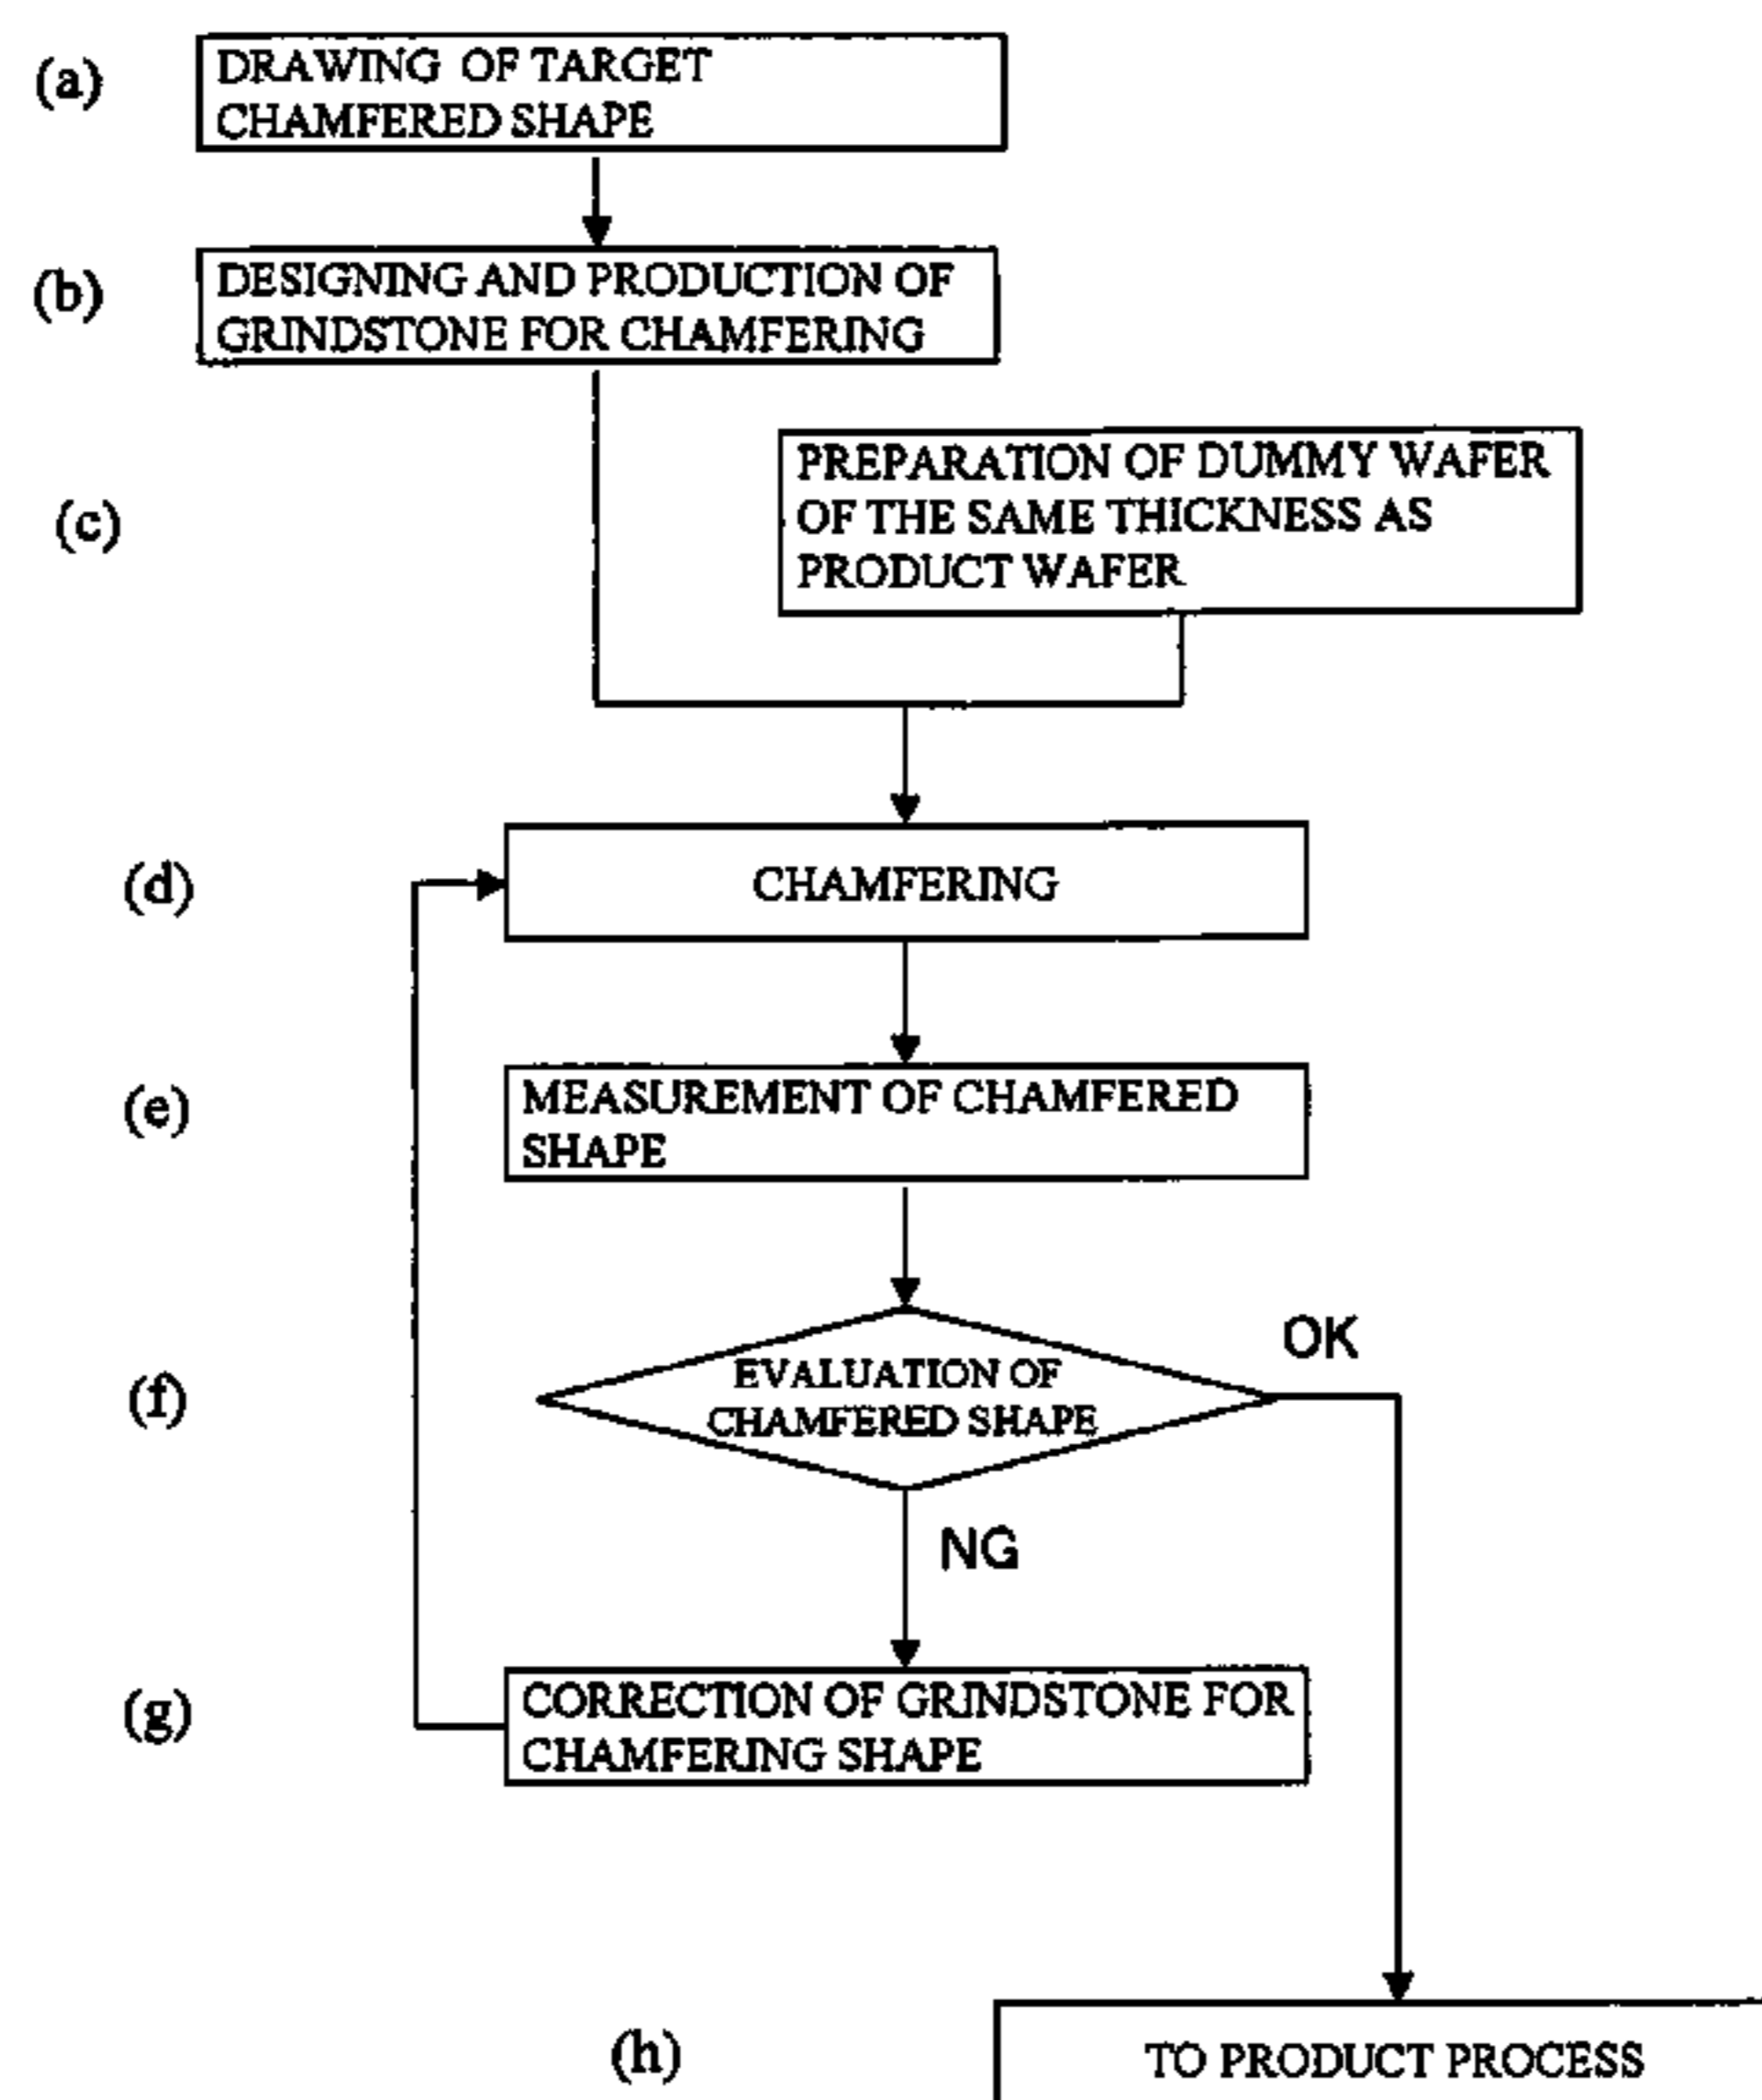 (a)
DRAWING OF TARGET
CHAMFERED SHAPE
(b)
DESIGNING AND PRODUCTION OF
GRINDSTONE FOR CHAMFERING
(c)
PREPARATION OF DUMMY WAFER
OF THE SAME THICKNESS AS
PRODUCT WAFER
(d)
CHAMFERING
(e)
MEASUREMENT OF CHAMFERED
SHAPE
(f)
EVALUATION OF
CHAMFERED SHAPE
OK
NG
(g)
CORRECTION OF GRINDSTONE FOR
CHAMFERING SHAPE
(h)
TO PRODUCT PROCESS